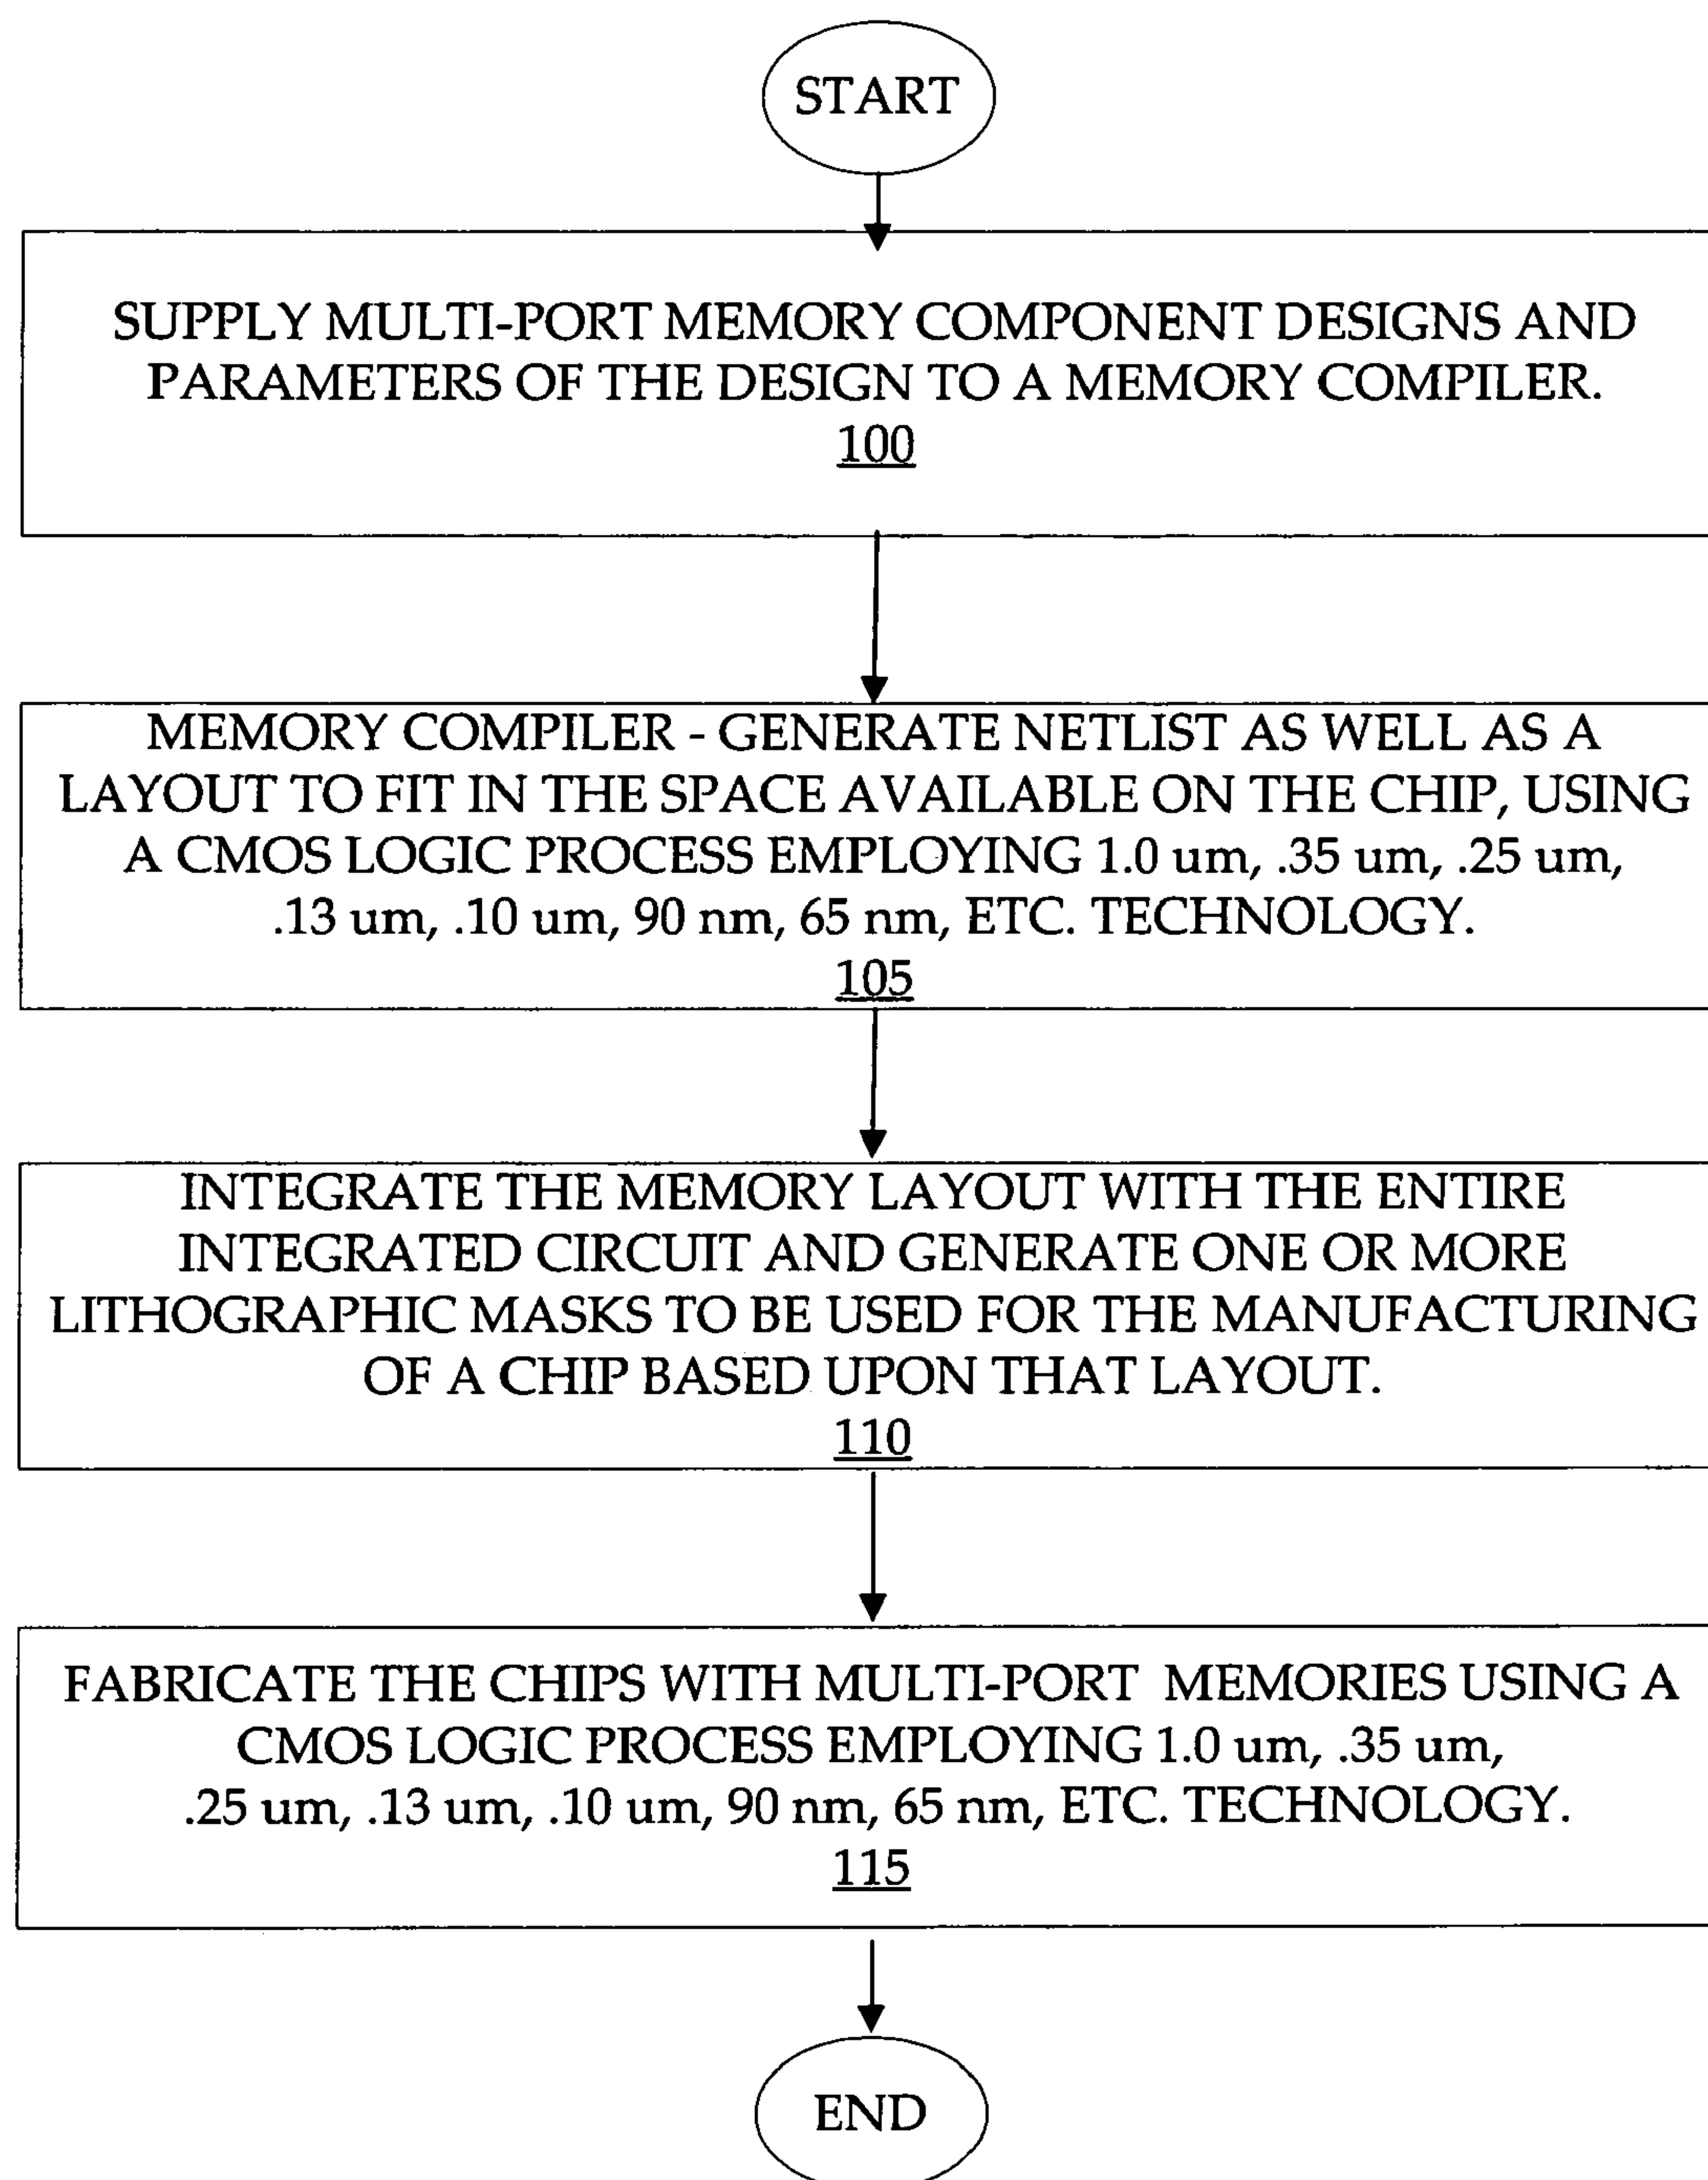 START
SUPPLY MULTI-PORT MEMORY COMPONENT DESIGNS AND
PARAMETERS OF THE DESIGN TO A MEMORY COMPILER.
100
MEMORY COMPILER - GENERATE NETLIST AS WELL AS A
LAYOUT TO FIT IN THE SPACE AVAILABLE ON THE CHIP, USING
A CMOS LOGIC PROCESS EMPLOYING 1.0 um, .35 um, .25 um,
.13 um, .10 um, 90 nm, 65 nm, ETC. TECHNOLOGY.
105
INTEGRATE THE MEMORY LAYOUT WITH THE ENTIRE
INTEGRATED CIRCUIT AND GENERATE ONE OR MORE
LITHOGRAPHIC MASKS TO BE USED FOR THE MANUFACTURING
OF A CHIP BASED UPON THAT LAYOUT.
110
FABRICATE THE CHIPS WITH MULTI-PORT MEMORIES USING A
CMOS LOGIC PROCESS EMPLOYING 1.0 um, .35 um,
.25 um, .13 um, .10 um, 90 nm, 65 nm, ETC. TECHNOLOGY.
115
END